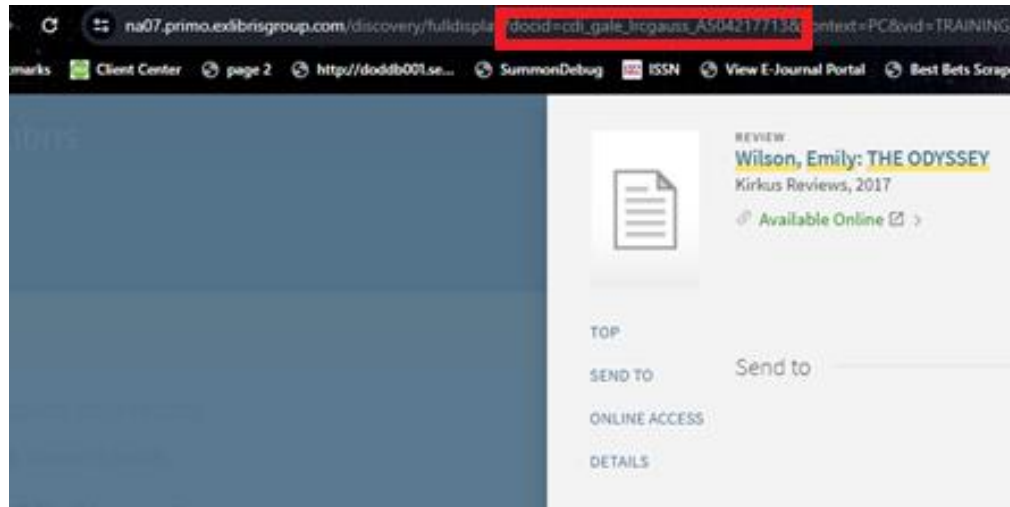 na07.primo.exlibrisgroup.com/discovery/fulldispla docid=cdi_gale_lrcgauss_A504217713& ontext=PC&vid=TRAINING
omarks Client Center page 2 http://doddb001.se... SummonDebug ISSN View E-Journal Portal Best Bets Scrap
REVIEW
Wilson, Emily: THE ODYSSEY
Kirkus Reviews, 2017
Available Online
TOP
SEND TO
Send to
ONLINE ACCESS
DETAILS